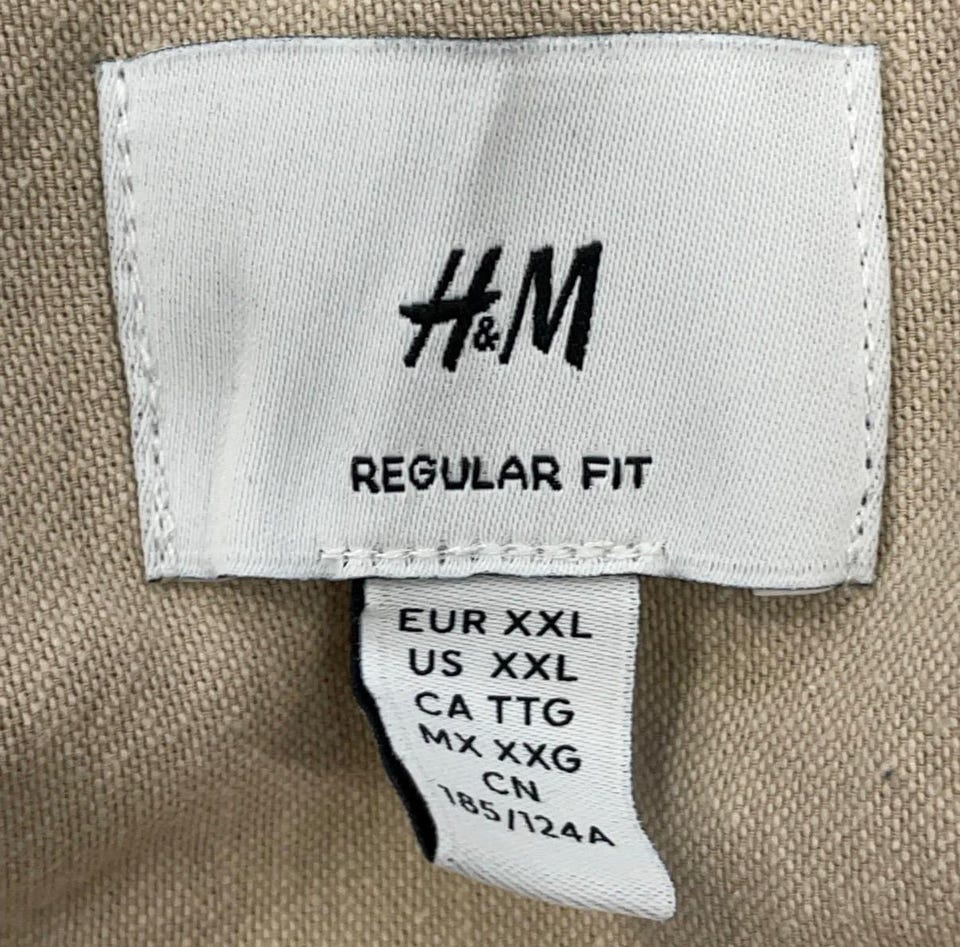 H&M
REGULAR FIT
EUR XXL
US XXL
CA TTG
MX XXG
CN
185/124A